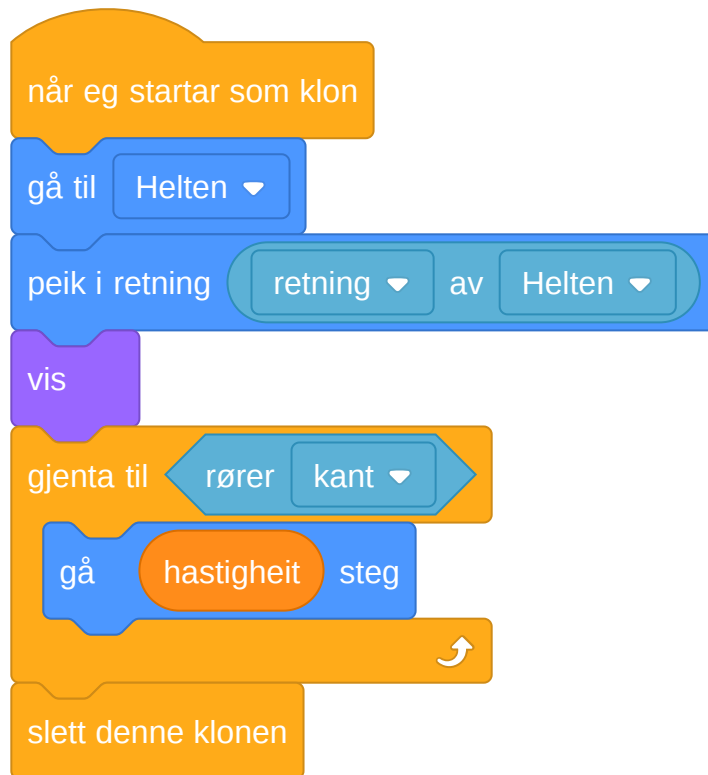 når eg startar som klon
gå til Helten
peik i retning retning av Helten
vis
gjenta til rører kant
gå hastigheit steg
slett denne klonen